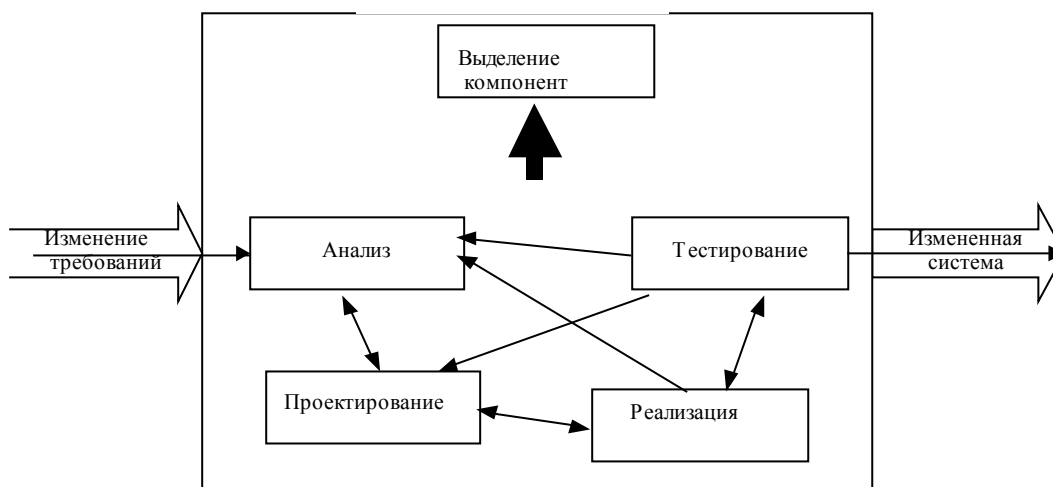 Выделение
компонент
Изменение
требований
Анализ
Тестирование
Измененная
система
Проектирование
Реализация